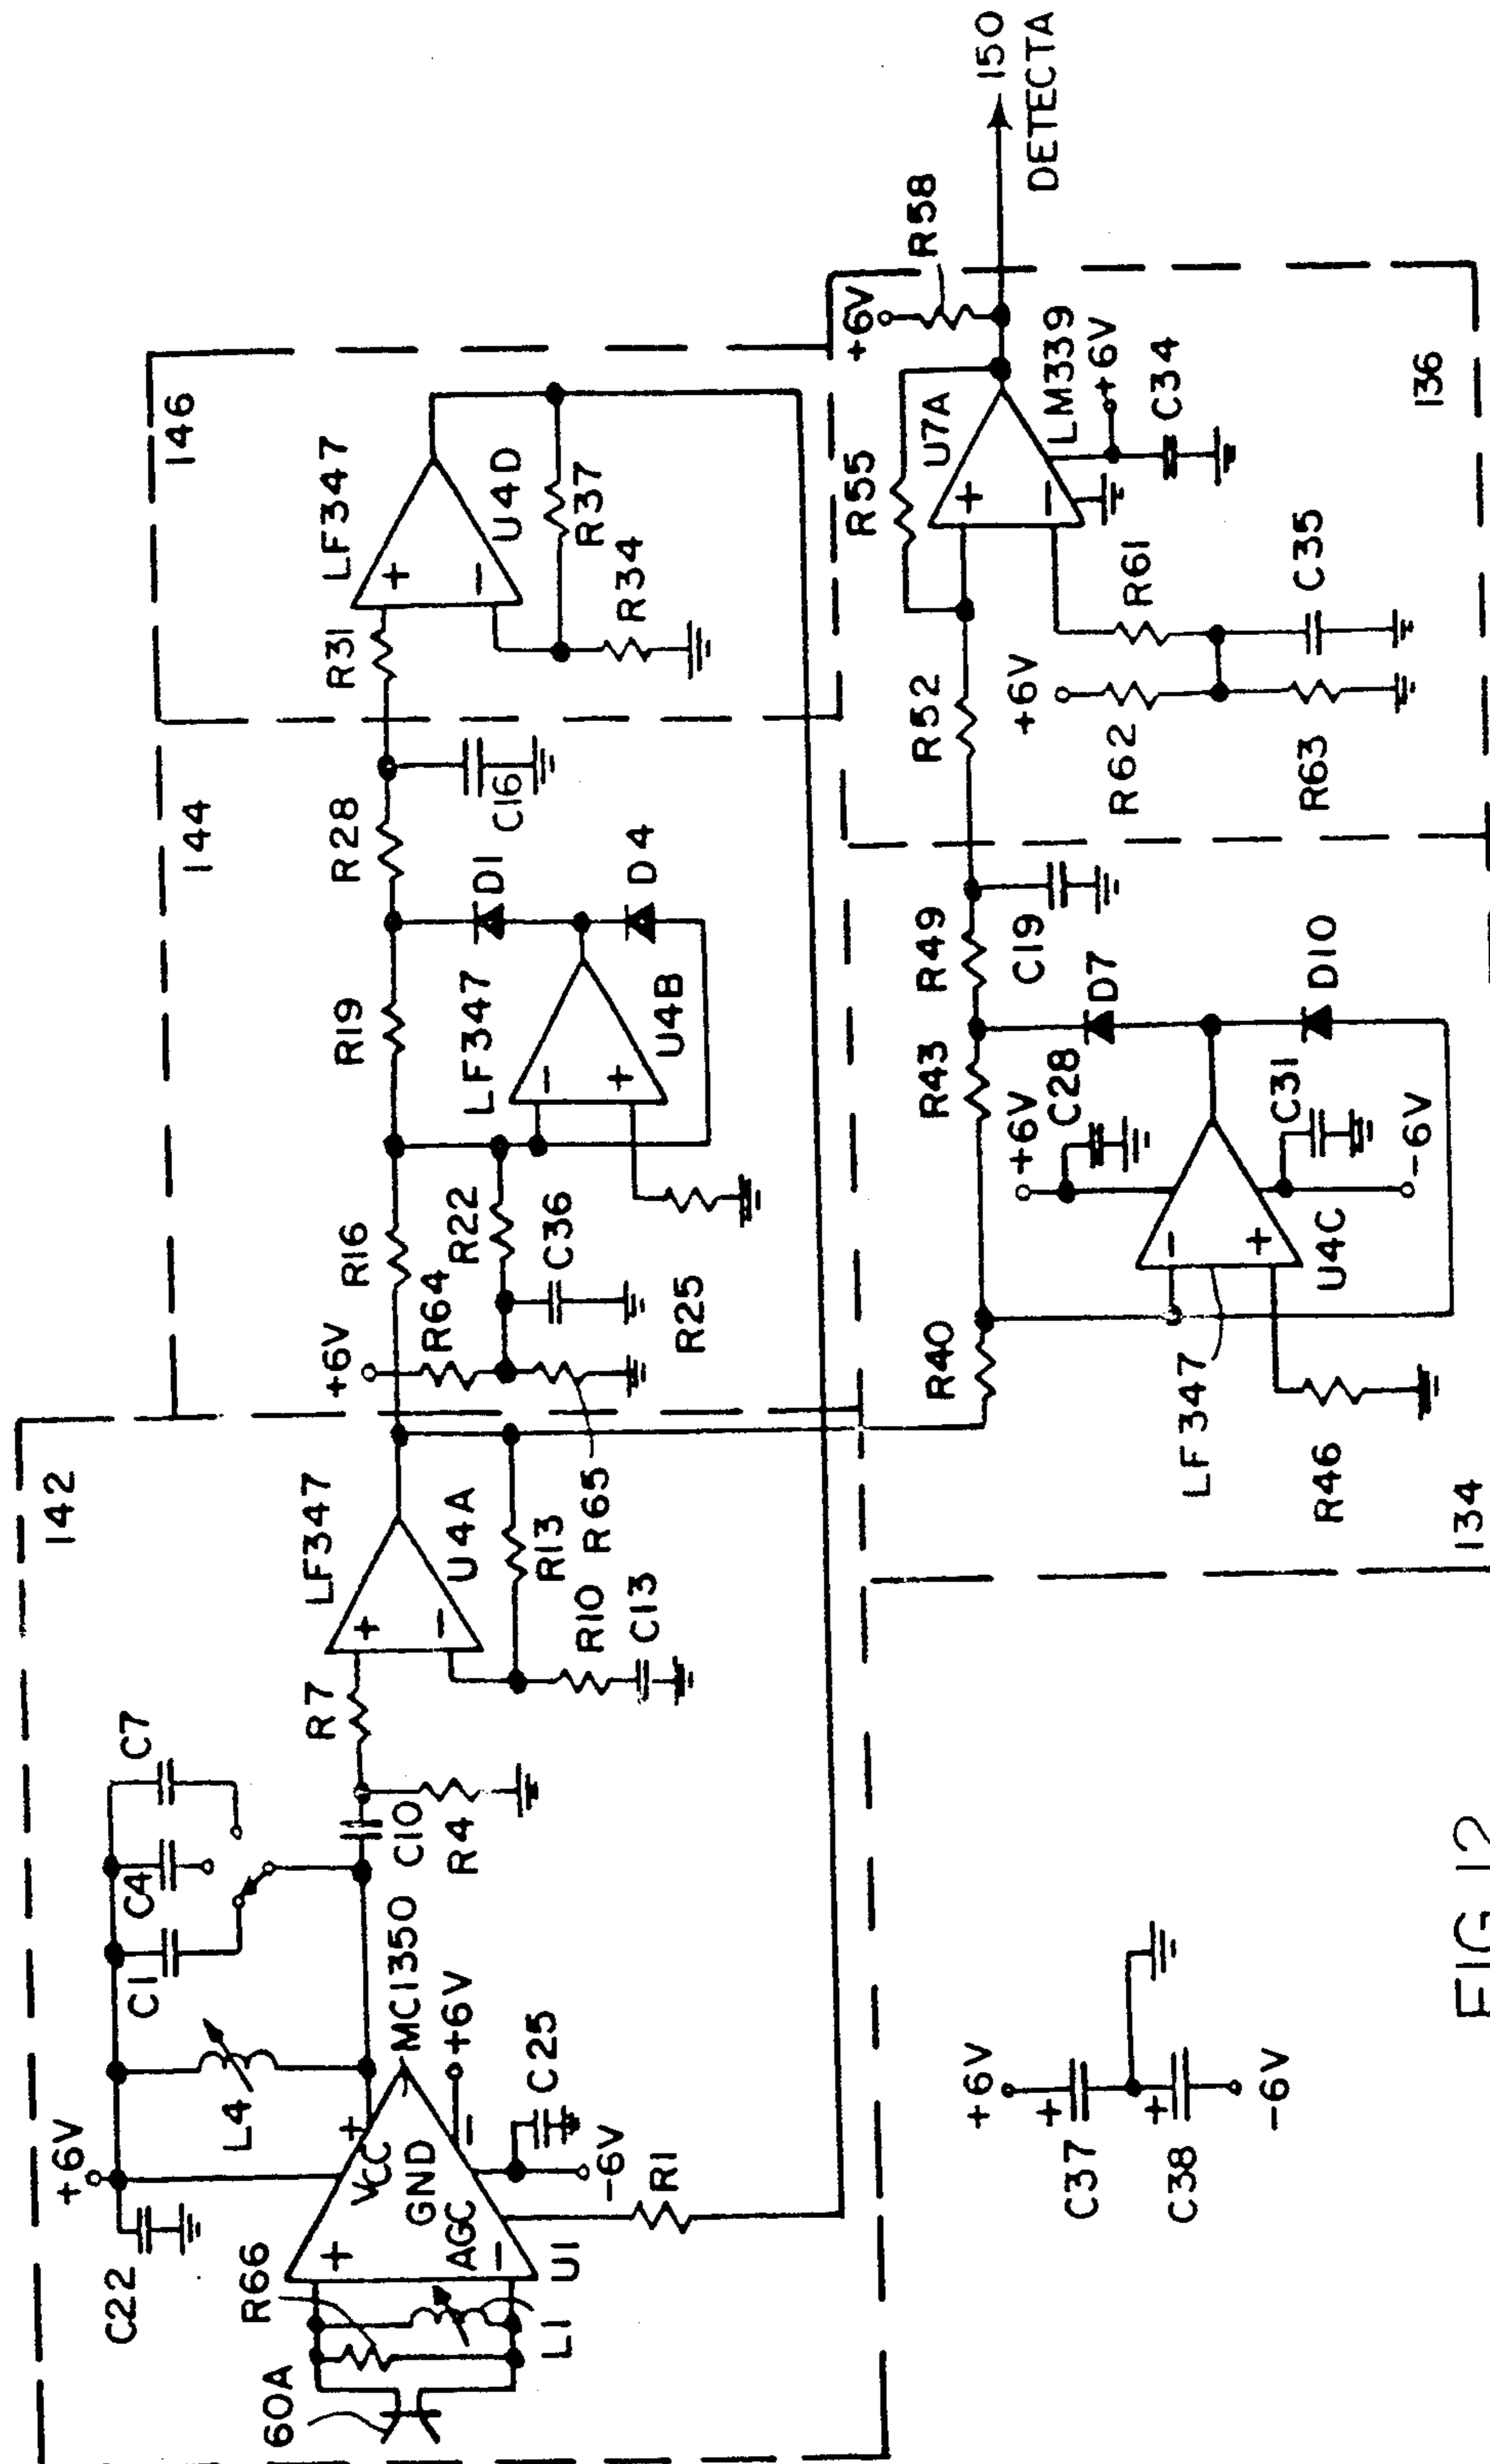 142
+6V
C22
L4
C1
C4
C7
60A
R66
+
VCC
+
GND
AGC
−
−
MC1350
+6V
U1
L1
C25
−6V
R1
C10
R4
R7
LF347
+
−
U4A
R13
R10
C13
R65
144
+6V
R64
R16
R22
C36
R25
R19
LF347
−
+
U4B
D1
D4
R28
C16
146
R31
LF347
+
−
U4D
R37
R34
134
R40
LF347
R46
−
+
U4C
+6V
C28
C31
−6V
R43
D7
D10
R49
C19
136
R52
+6V
R62
R63
R61
C35
R55
U7A
+
−
LM339
+6V
C34
+6V
R58
150
DETECTA
+6V
C37
+
C38
+
−6V
FIG. 12